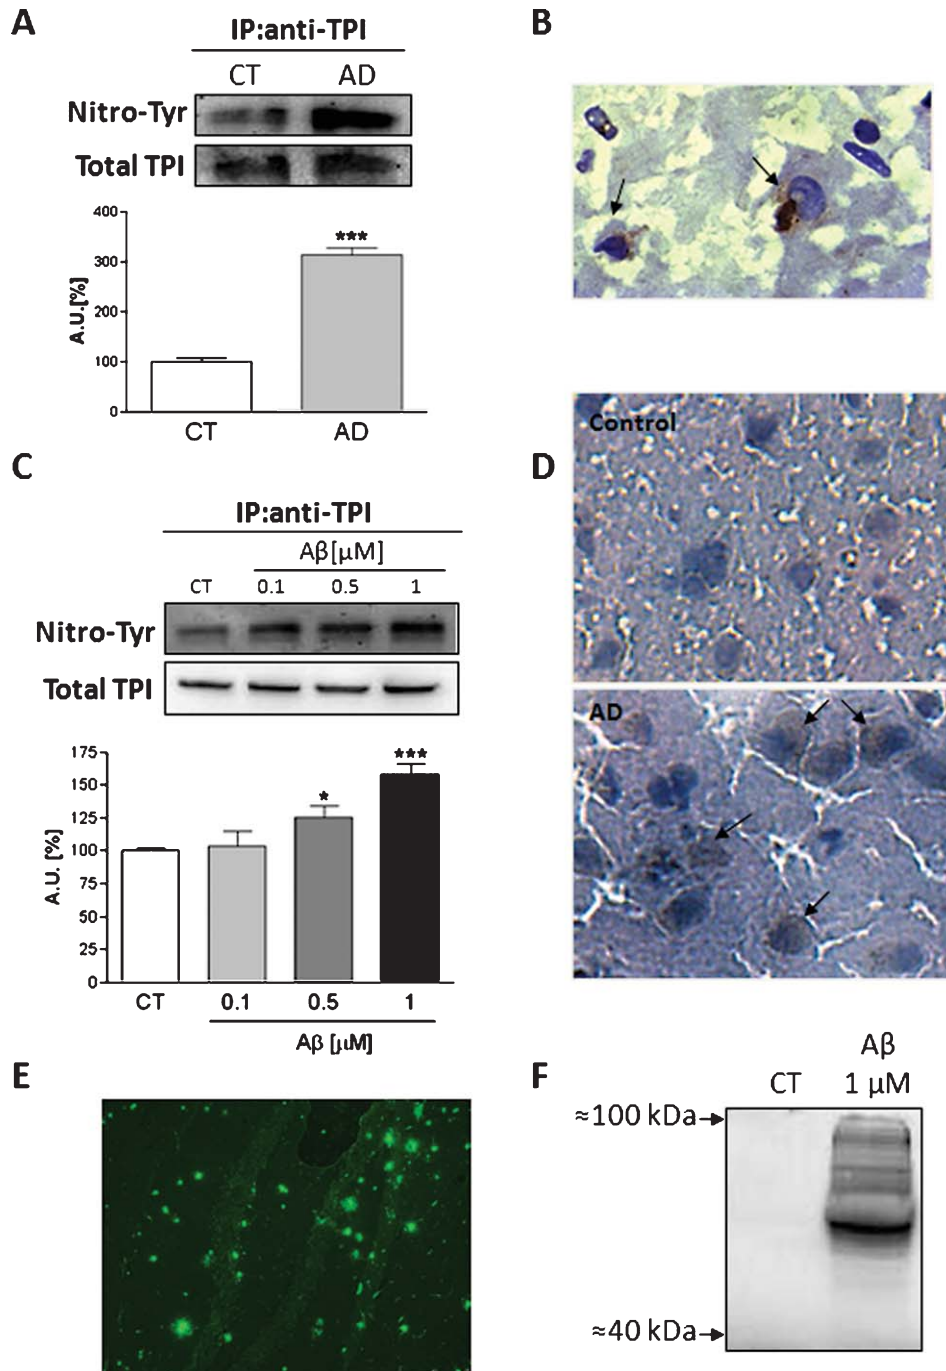 A
IP:anti-TPI
CT AD
Nitro-Tyr
Total TPI
400
300
200
100
0
A.U.[%]
***
CT AD
B
C
IP:anti-TPI
Aβ[μM]
CT 0.1 0.5 1
Nitro-Tyr
Total TPI
175
150
125
100
75
50
25
0
A.U. [%]
*
***
CT 0.1 0.5 1
Aβ [μM]
D
Control
AD
E
F
Aβ
CT 1 μM
≈100 kDa
≈40 kDa